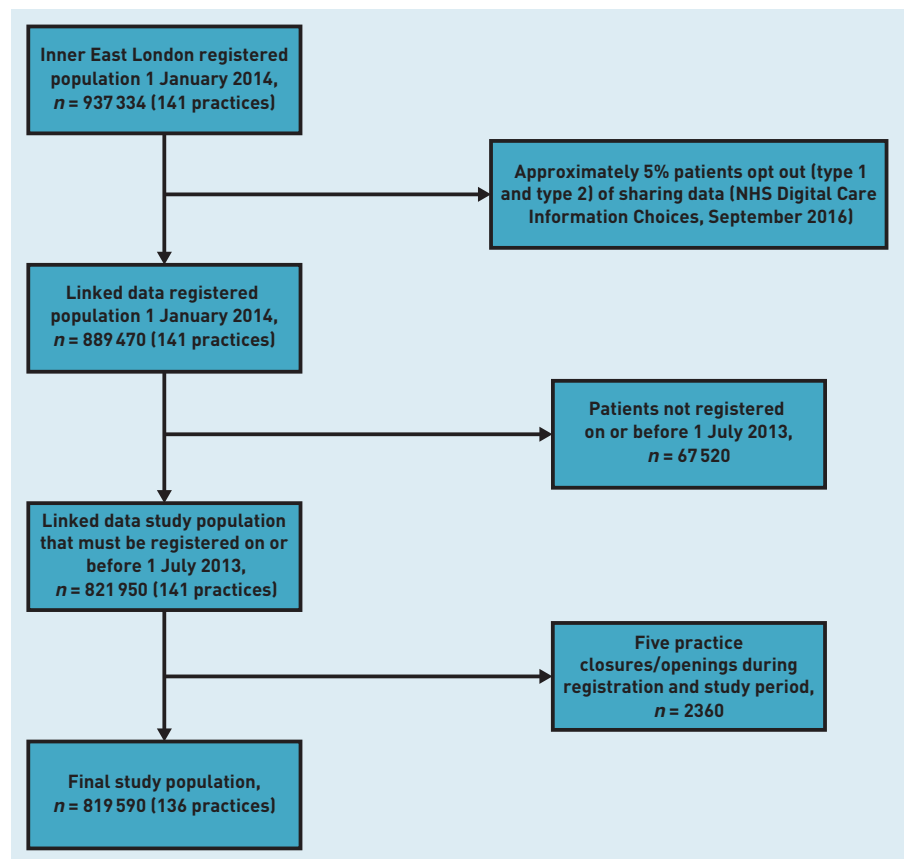 Inner East London registered
population 1 January 2014,
n = 937 334 (141 practices)
Approximately 5% patients opt out (type 1
and type 2) of sharing data (NHS Digital Care
Information Choices, September 2016)
Linked data registered
population 1 January 2014,
n = 889 470 (141 practices)
Patients not registered
on or before 1 July 2013,
n = 67 520
Linked data study population
that must be registered on or
before 1 July 2013,
n = 821 950 (141 practices)
Five practice
closures/openings during
registration and study period,
n = 2360
Final study population,
n = 819 590 (136 practices)